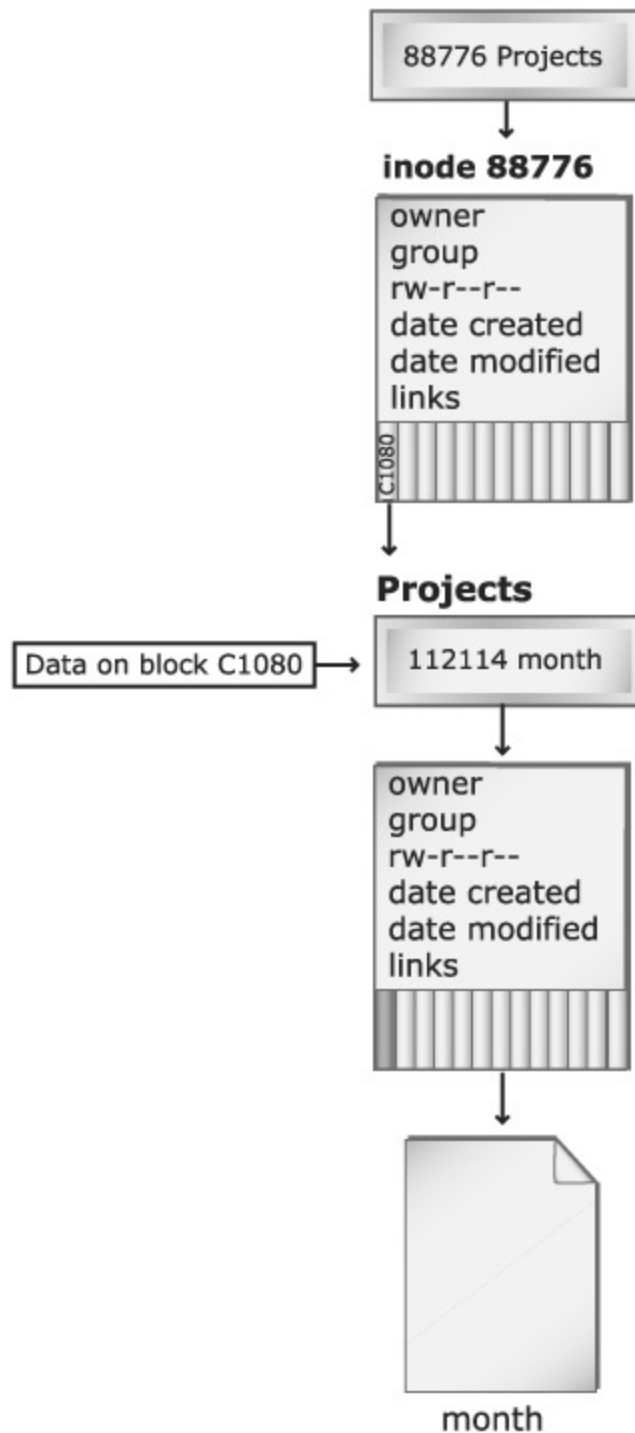 88776 Projects
inode 88776
owner
group
rw-r--r--
date created
date modified
links
C1080
Projects
Data on block C1080
112114 month
owner
group
rw-r--r--
date created
date modified
links
month